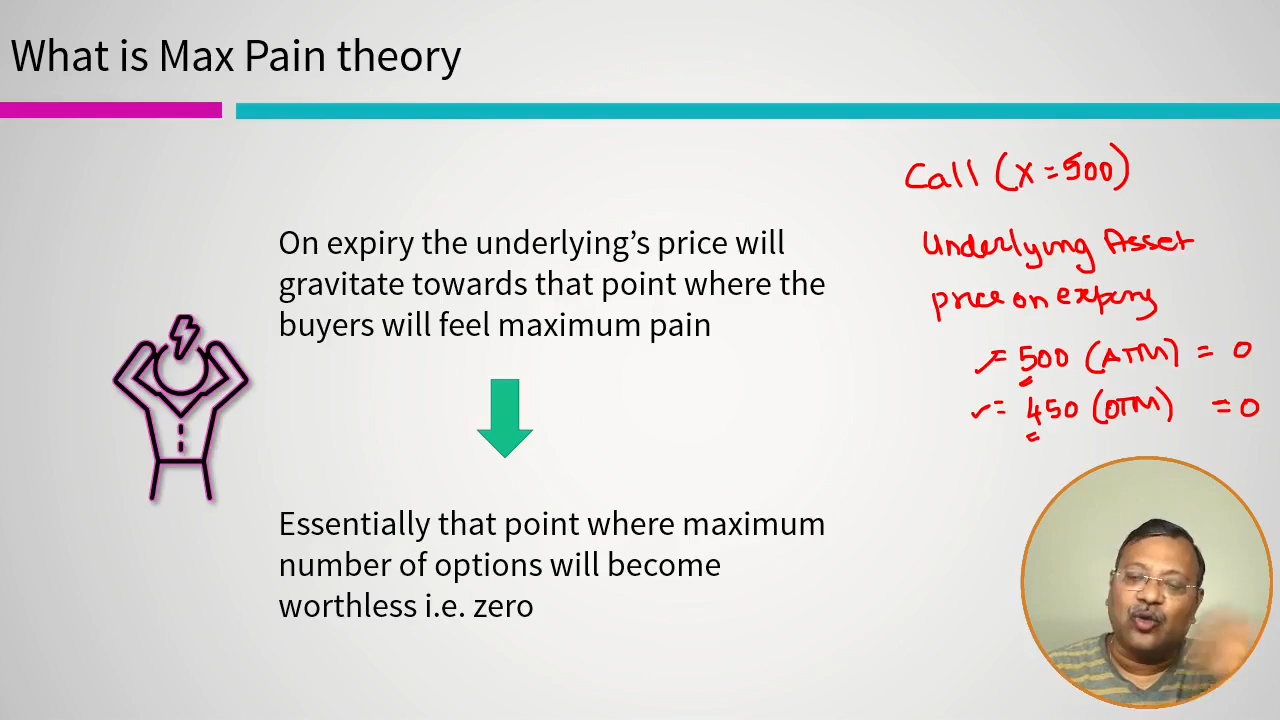 What is Max Pain theory
On expiry the underlying’s price will
gravitate towards that point where the
buyers will feel maximum pain
Essentially that point where maximum
number of options will become
worthless i.e. zero
Call (X = 500)
Underlying Asset
price on expiry
= 500 (ATM) = 0
= 450 (OTM) = 0